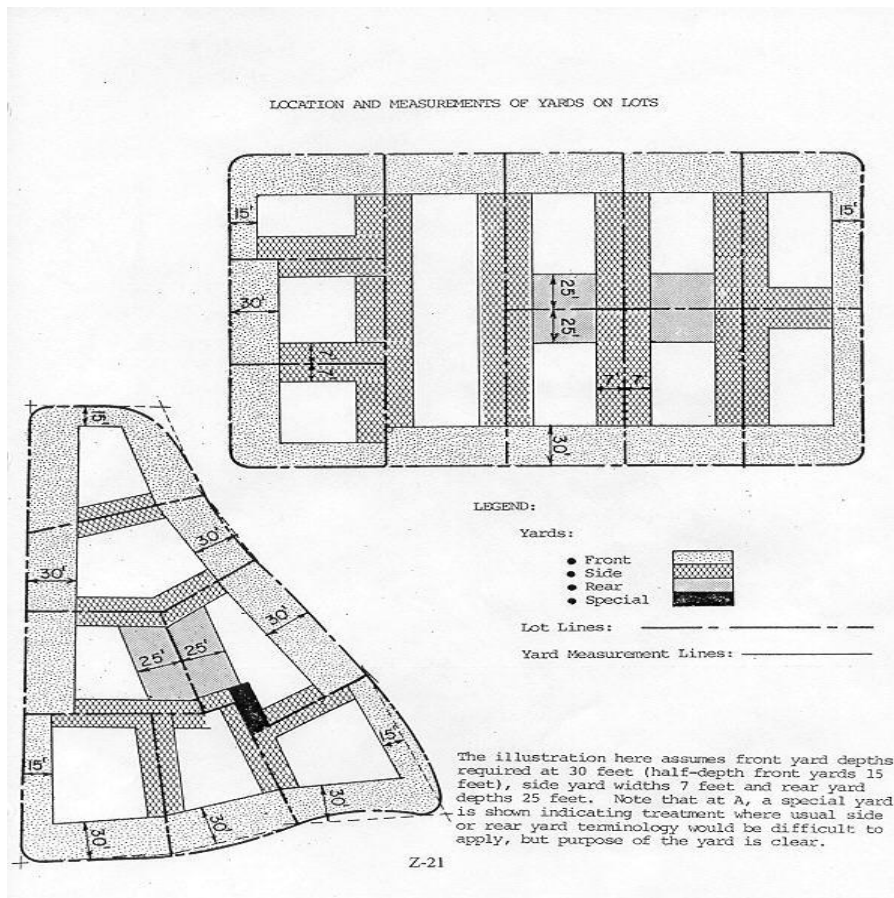 LOCATION AND MEASUREMENTS OF YARDS ON LOTS
15'
15'
30'
25'
25'
7'
7'
7'
7'
30'
15'
30'
30'
30'
25'
25'
15'
15'
30'
30'
30'
LEGEND:
Yards:
• Front
• Side
• Rear
• Special
Lot Lines:
Yard Measurement Lines:
The illustration here assumes front yard depths
required at 30 feet (half-depth front yards 15
feet), side yard widths 7 feet and rear yard
depths 25 feet. Note that at A, a special yard
is shown indicating treatment where usual side
or rear yard terminology would be difficult to
apply, but purpose of the yard is clear.
Z-21